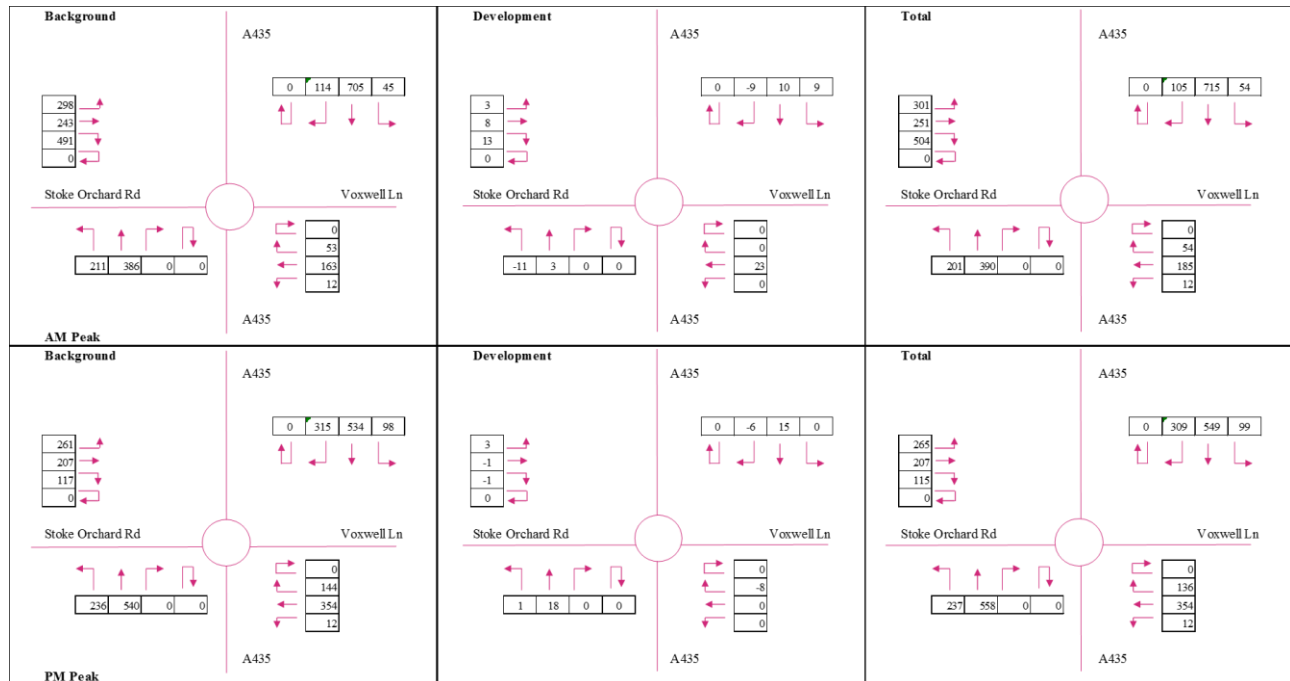 Background
A435
0 114 705 45
298
243
491
0
Stoke Orchard Rd
Voxwell Ln
211 386 0 0
0
53
163
12
A435
AM Peak
Development
A435
0 -9 10 9
3
8
13
0
Stoke Orchard Rd
Voxwell Ln
-11 3 0 0
0
0
23
0
A435
Total
A435
0 105 715 54
301
251
504
0
Stoke Orchard Rd
Voxwell Ln
201 390 0 0
0
54
185
12
A435
Background
A435
0 315 534 98
261
207
117
0
Stoke Orchard Rd
Voxwell Ln
236 540 0 0
0
144
354
12
A435
PM Peak
Development
A435
0 -6 15 0
3
-1
-1
0
Stoke Orchard Rd
Voxwell Ln
1 18 0 0
0
-8
0
0
A435
Total
A435
0 309 549 99
265
207
115
0
Stoke Orchard Rd
Voxwell Ln
237 558 0 0
0
136
354
12
A435